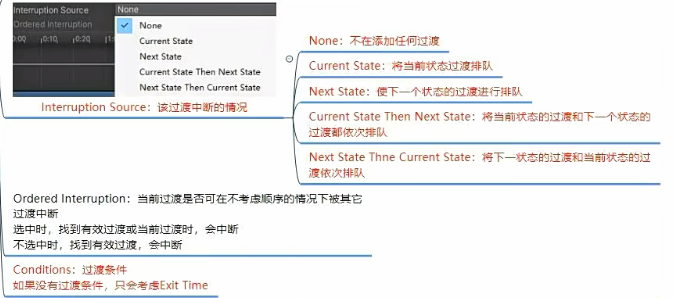 Interruption Source
None
Ordered Interruption
None
0:00
0:10
0:20
Current State
Next State
Current State Then Next State
Next State Then Current State
Interruption Source：该过渡中断的情况
None：不在添加任何过渡
Current State：将当前状态过渡排队
Next State：使下一个状态的过渡进行排队
Current State Then Next State：将当前状态的过渡和下一个状态的
过渡都依次排队
Next State Thne Current State：将下一状态的过渡和当前状态的过
渡依次排队
Ordered Interruption：当前过渡是否可在不考虑顺序的情况下被其它
过渡中断
选中时，找到有效过渡或当前过渡时，会中断
不选中时，找到有效过渡，会中断
Conditions：过渡条件
如果没有过渡条件，只会考虑Exit Time